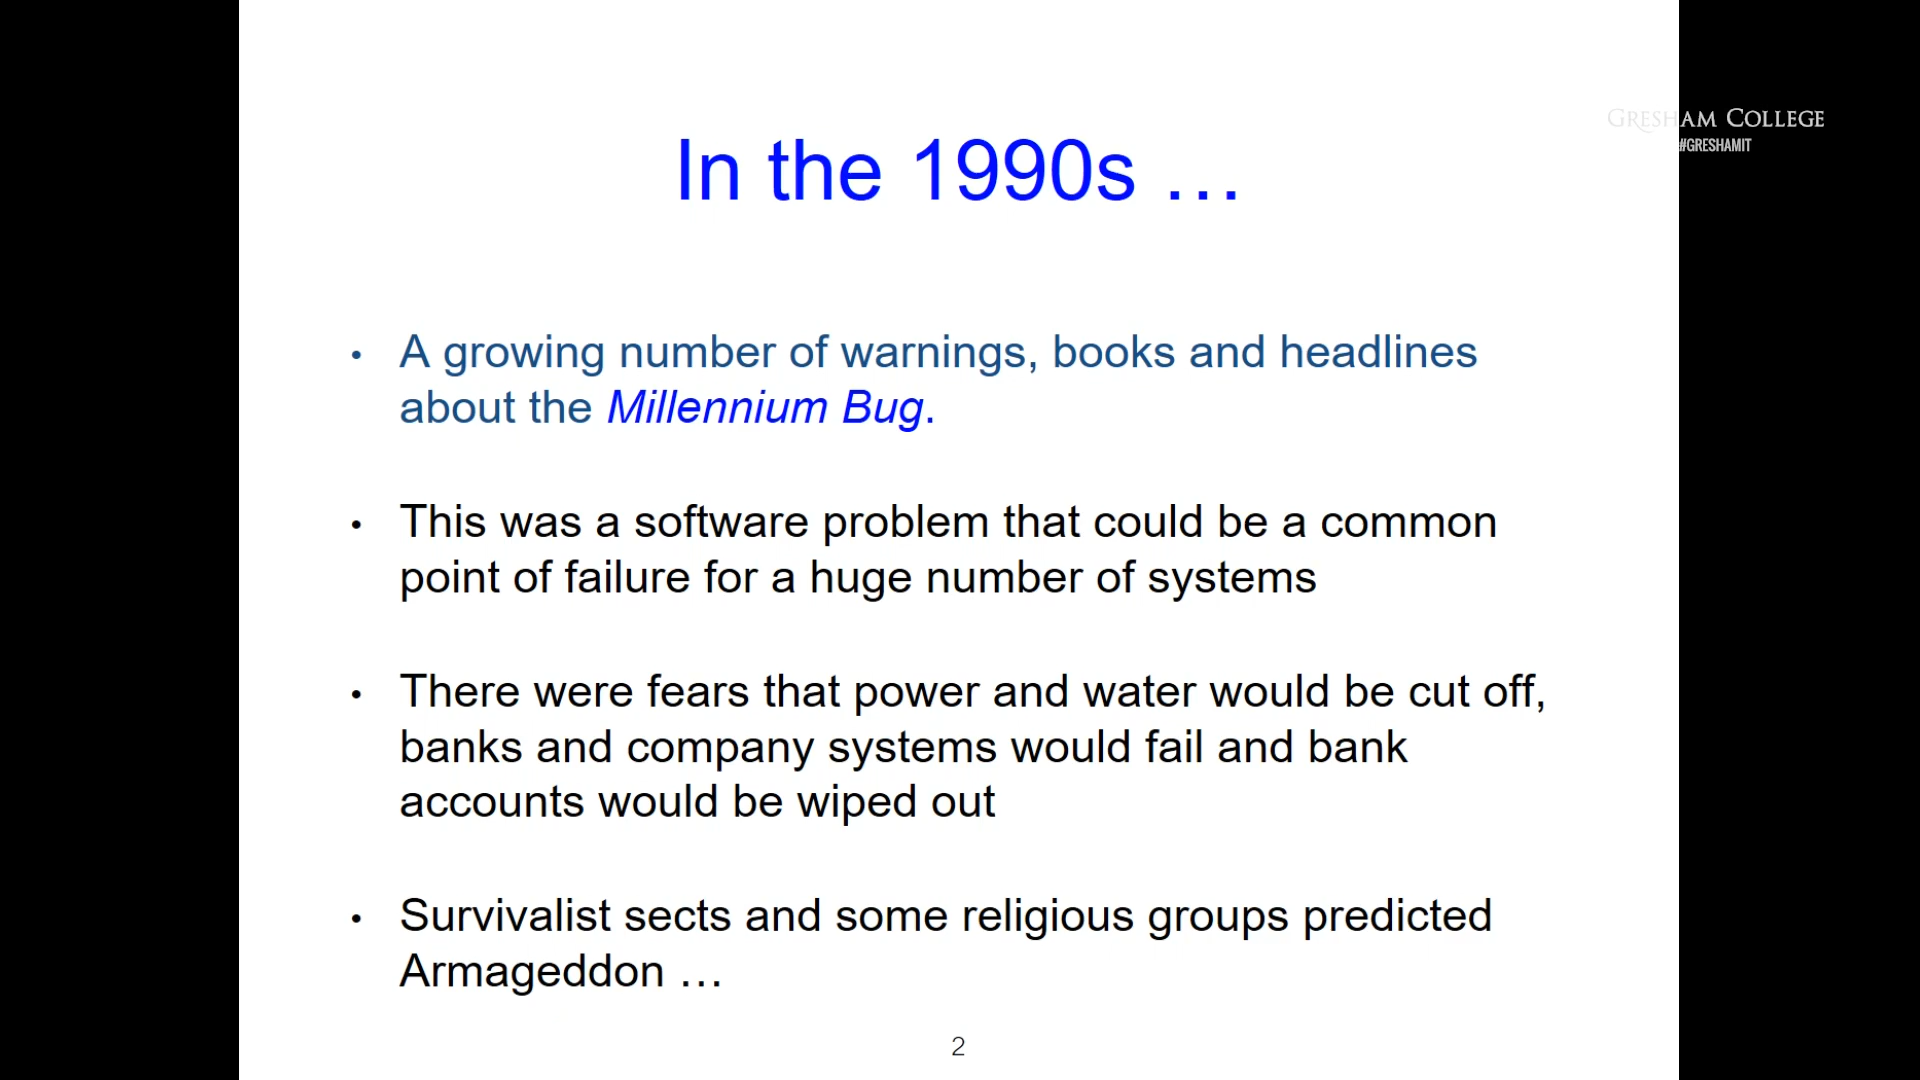 GRESHAM COLLEGE
#GRESHAMIT
In the 1990s …
• A growing number of warnings, books and headlines
about the Millennium Bug.
• This was a software problem that could be a common
point of failure for a huge number of systems
• There were fears that power and water would be cut off,
banks and company systems would fail and bank
accounts would be wiped out
• Survivalist sects and some religious groups predicted
Armageddon …
2